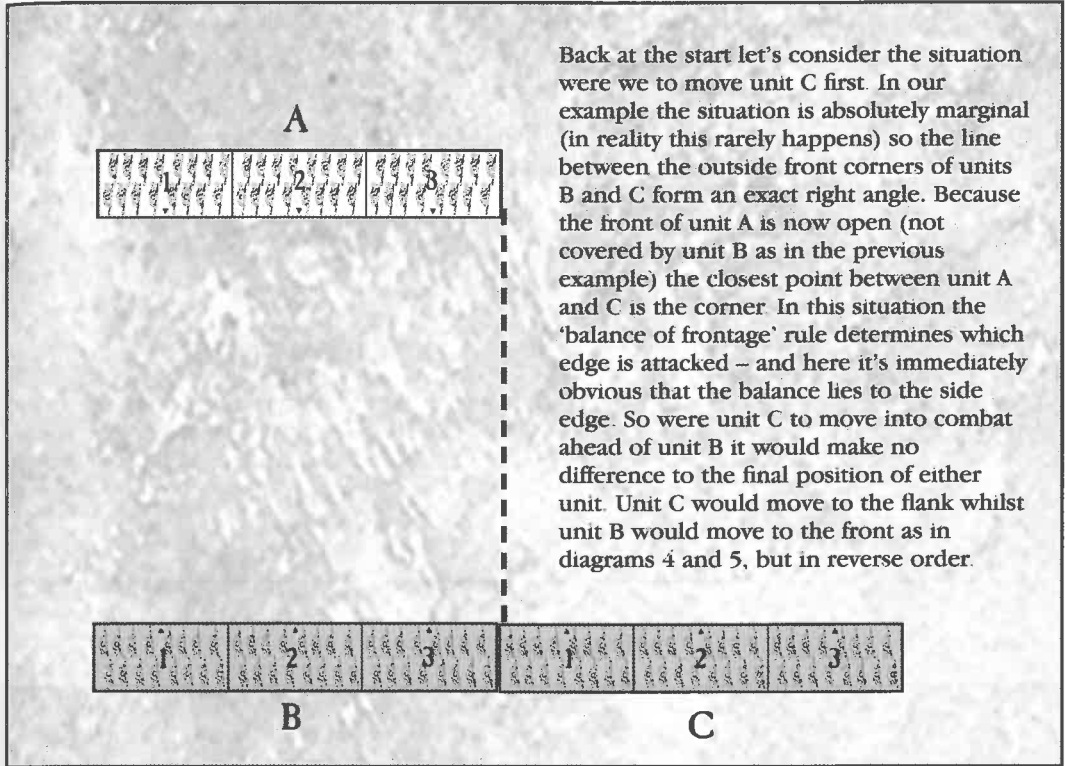 Back at the start let's consider the situation
were we to move unit C first. In our
example the situation is absolutely marginal
(in reality this rarely happens) so the line
between the outside front corners of units
B and C form an exact right angle. Because
the front of unit A is now open (not
covered by unit B as in the previous
example) the closest point between unit A
and C is the corner. In this situation the
'balance of frontage' rule determines which
edge is attacked – and here it's immediately
obvious that the balance lies to the side
edge. So were unit C to move into combat
ahead of unit B it would make no
difference to the final position of either
unit. Unit C would move to the flank whilst
unit B would move to the front as in
diagrams 4 and 5, but in reverse order.
A
1 2 3
1 2 3 1 2 3
B C